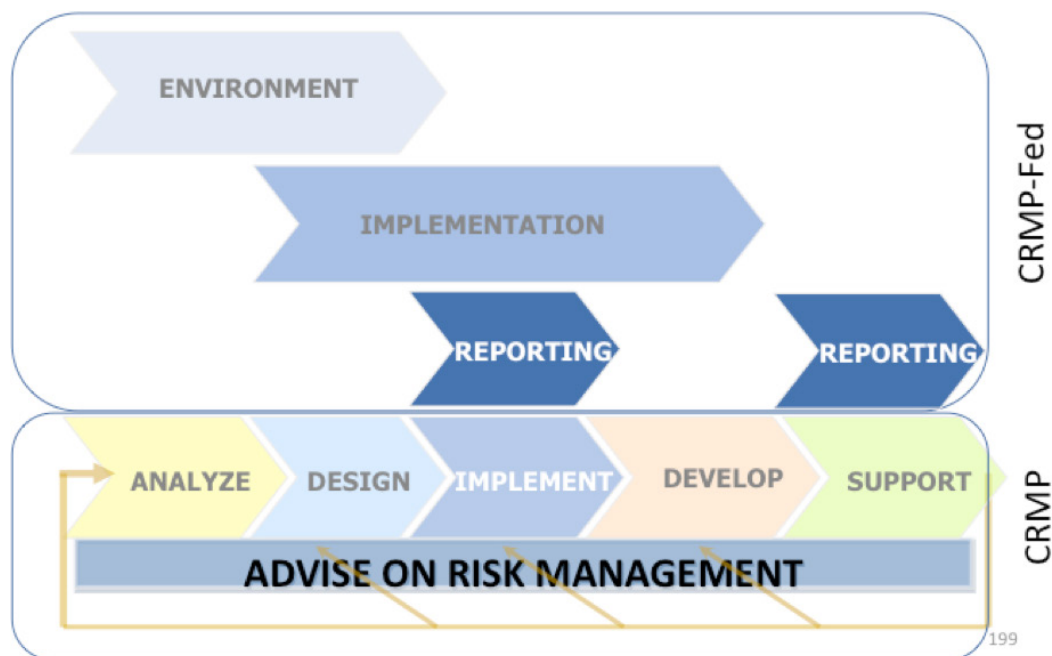 ENVIRONMENT
IMPLEMENTATION
REPORTING
REPORTING
CRMP-Fed
ANALYZE
DESIGN
IMPLEMENT
DEVELOP
SUPPORT
ADVISE ON RISK MANAGEMENT
CRMP
199